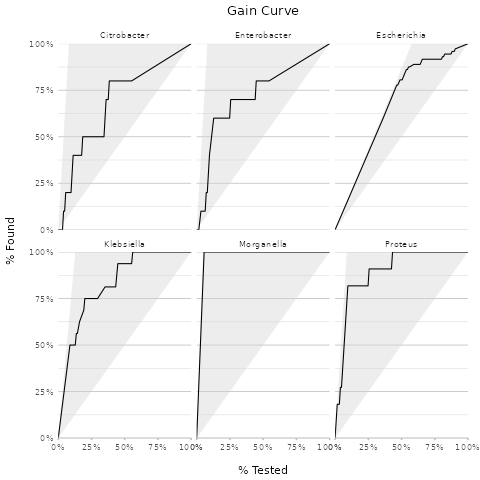 Gain Curve
Citrobacter Enterobacter Escherichia
100%
75%
50%
25%
0%
% Found
Klebsiella Morganella Proteus
100%
75%
50%
25%
0%
0% 25% 50% 75% 100% 0% 25% 50% 75% 100% 0% 25% 50% 75% 100%
% Tested